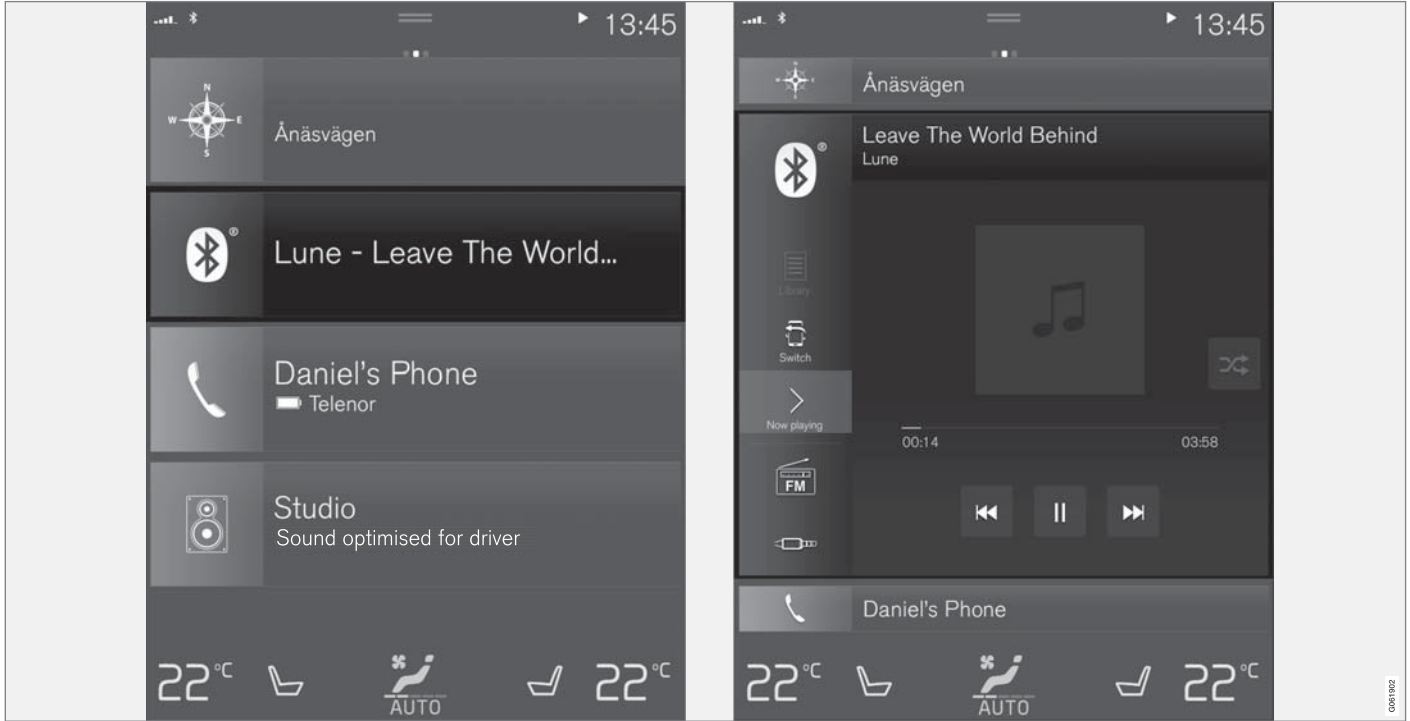 13:45
N
W
E
S
Ånäsvägen
®
Lune - Leave The World...
Daniel's Phone
Telenor
Studio
Sound optimised for driver
22°C
AUTO
22°C
13:45
N
Ånäsvägen
®
Leave The World Behind
Lune
Library
Switch
Now playing
00:14
03:58
FM
Daniel's Phone
22°C
AUTO
22°C
G061902